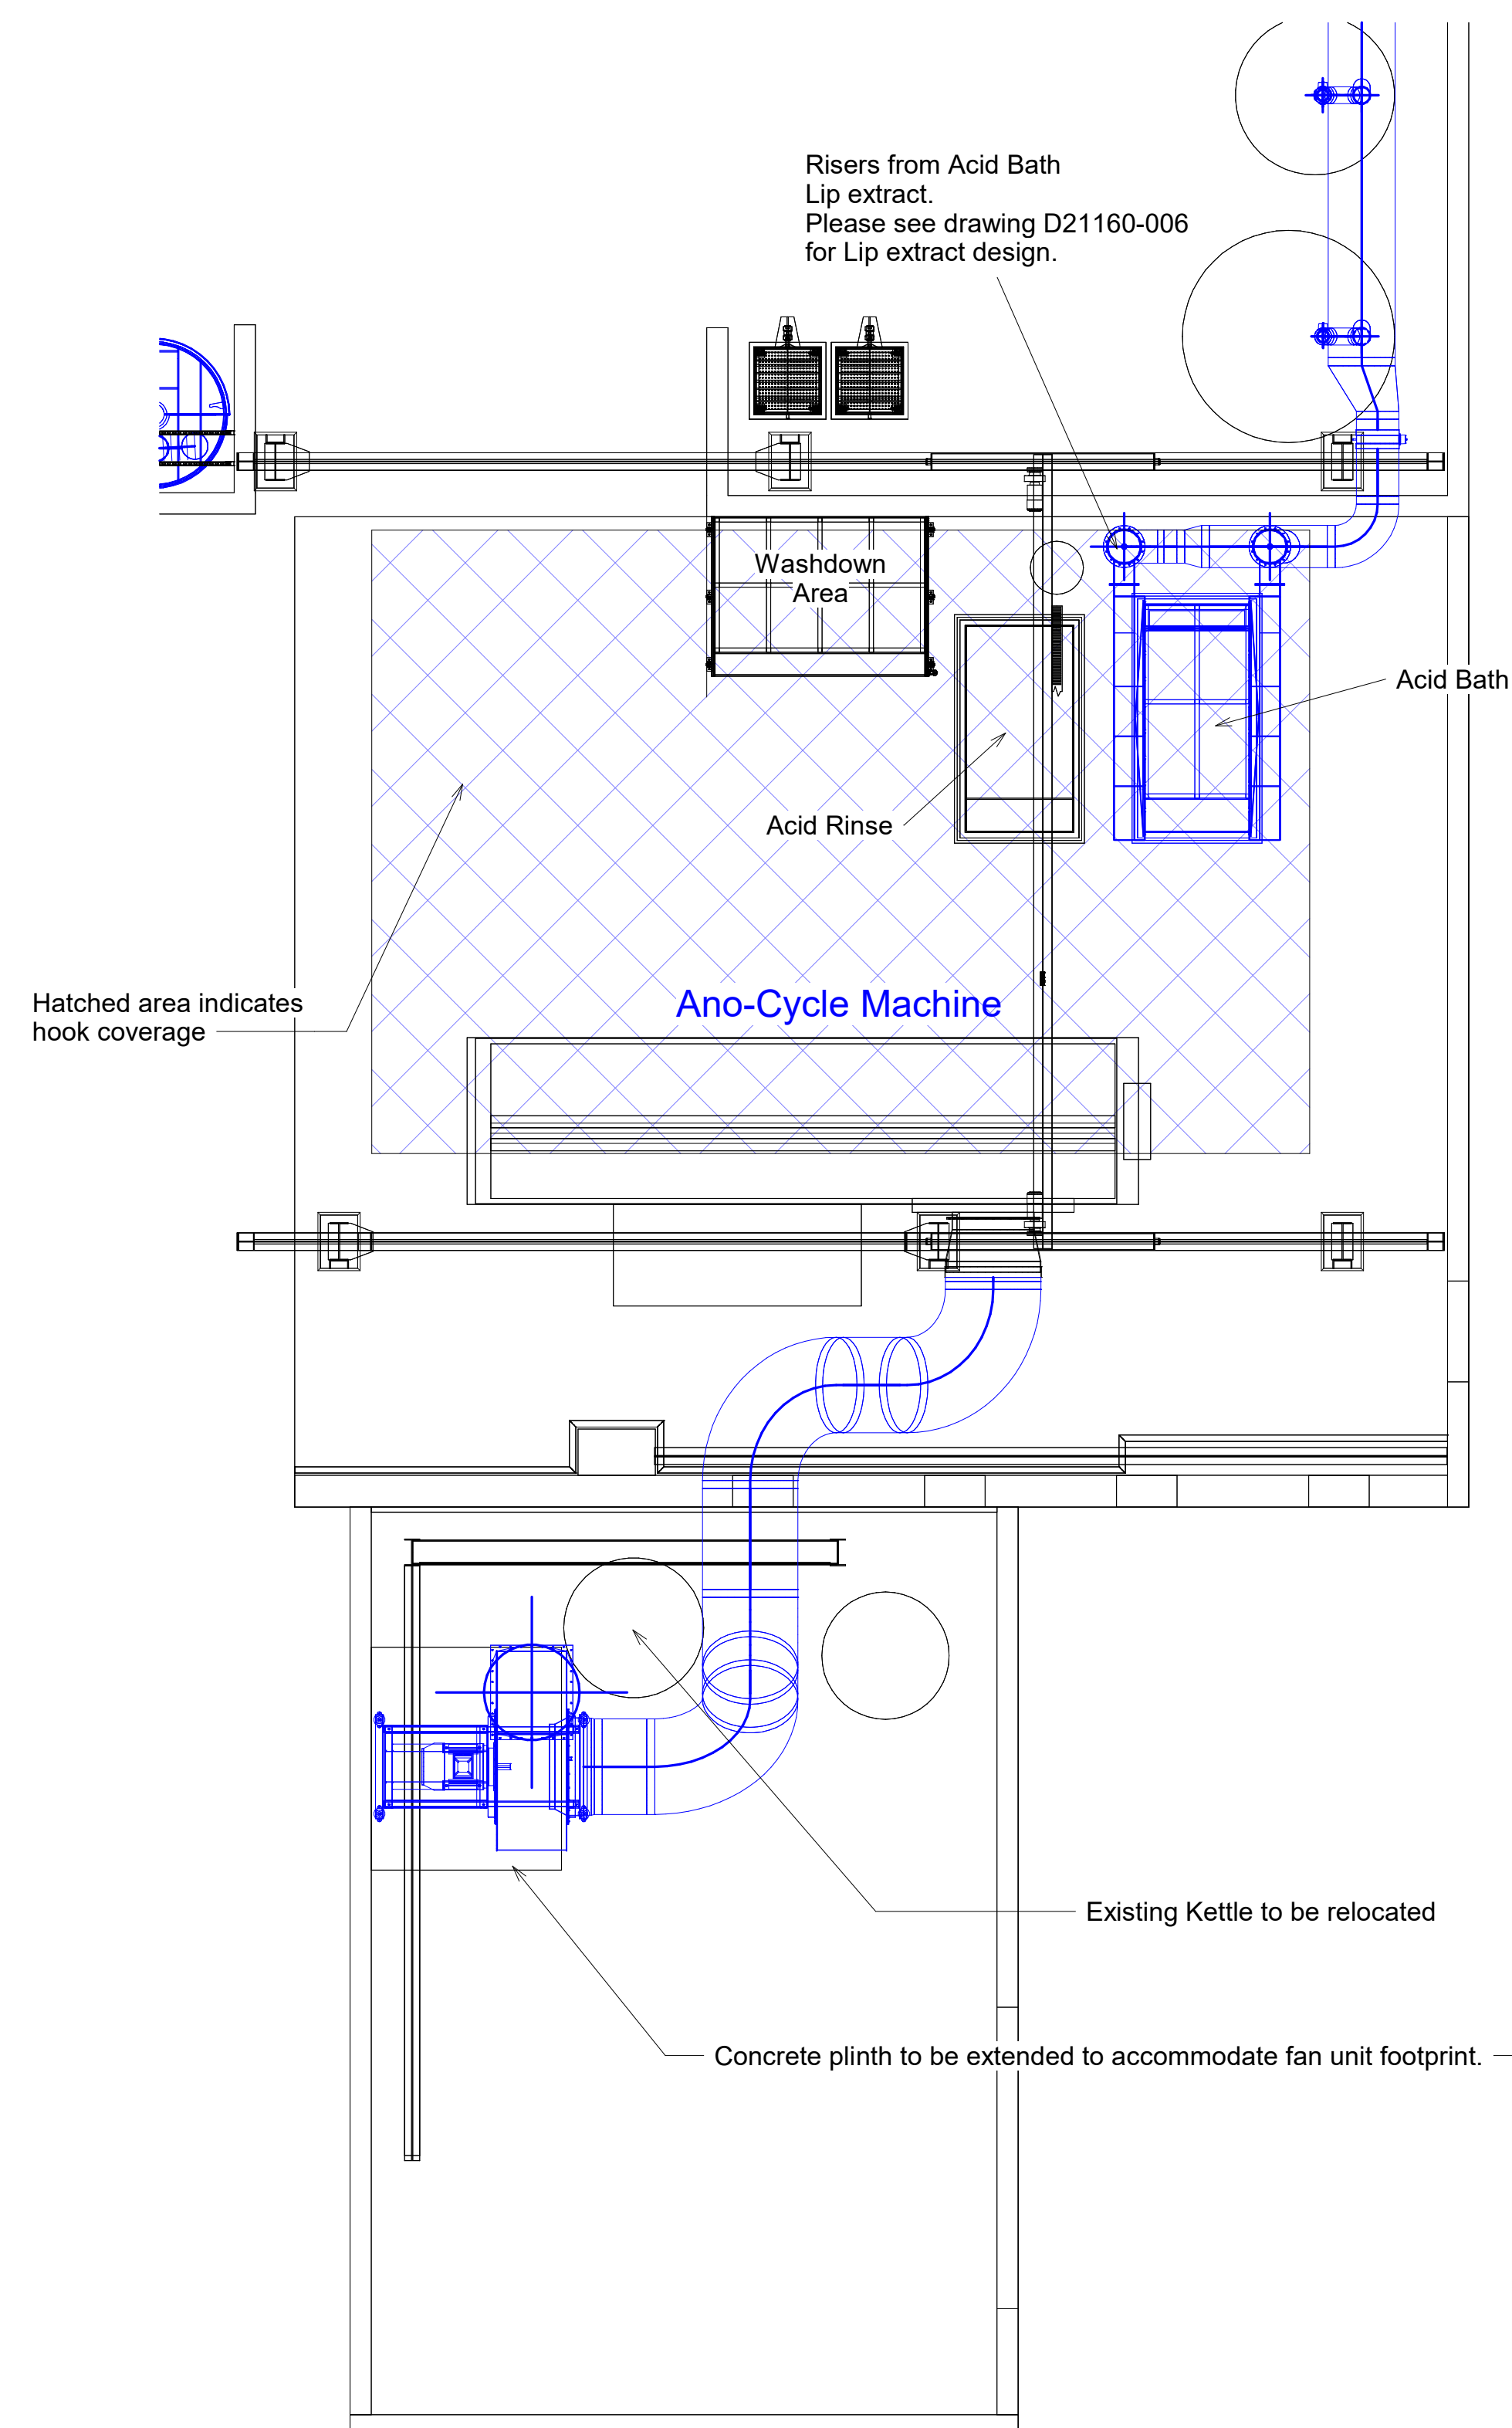 Risers from Acid Bath
Lip extract.
Please see drawing D21160-006
for Lip extract design.
Washdown
Area
Acid Bath
Acid Rinse
Hatched area indicates
hook coverage
Ano-Cycle Machine
Existing Kettle to be relocated
Concrete plinth to be extended to accommodate fan unit footprint.